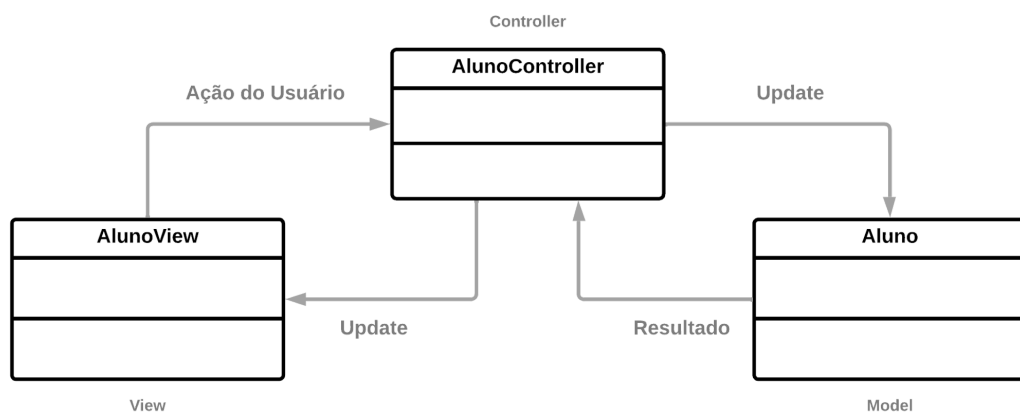 Controller
AlunoController
Ação do Usuário
Update
AlunoView
Aluno
Update
Resultado
View
Model